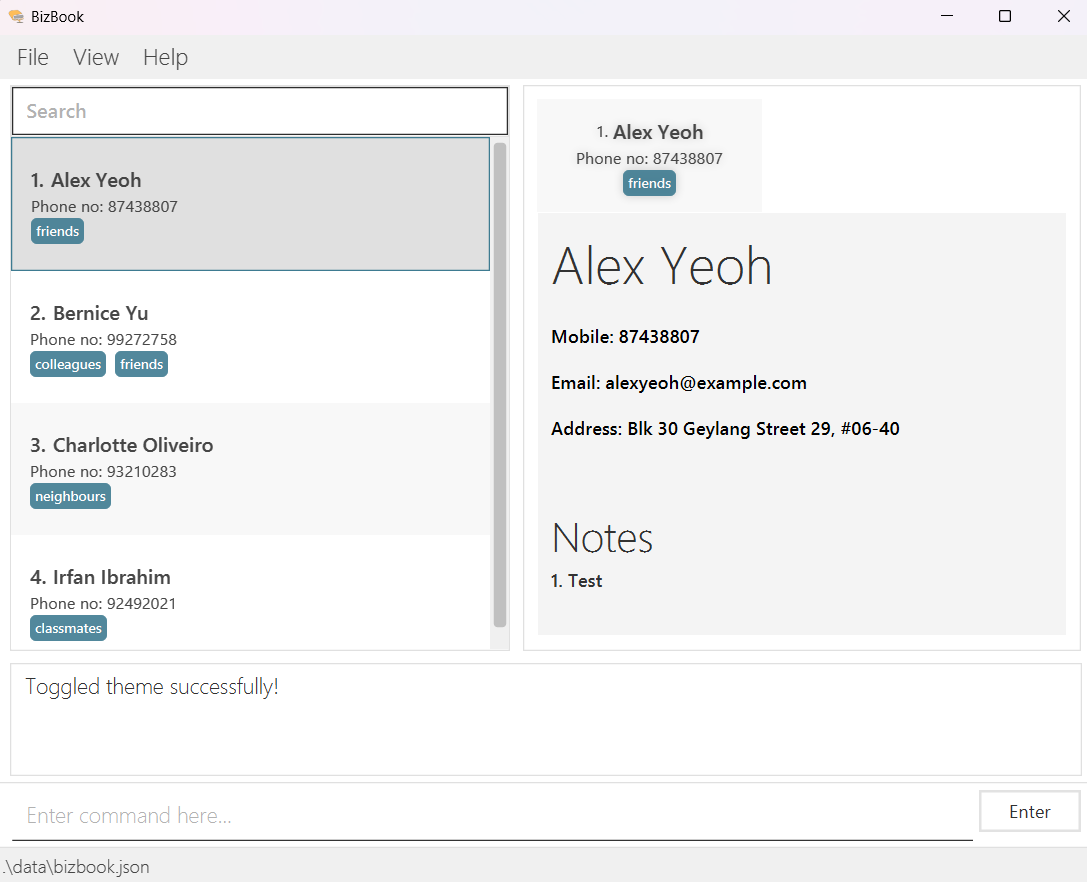 BizBook
File View Help
Search
1. Alex Yeoh
Phone no: 87438807
friends
2. Bernice Yu
Phone no: 99272758
colleagues friends
3. Charlotte Oliveiro
Phone no: 93210283
neighbours
4. Irfan Ibrahim
Phone no: 92492021
classmates
1. Alex Yeoh
Phone no: 87438807
friends
Alex Yeoh
Mobile: 87438807
Email: alexyeoh@example.com
Address: Blk 30 Geylang Street 29, #06-40
Notes
1. Test
Toggled theme successfully!
Enter command here...
Enter
.\data\bizbook.json